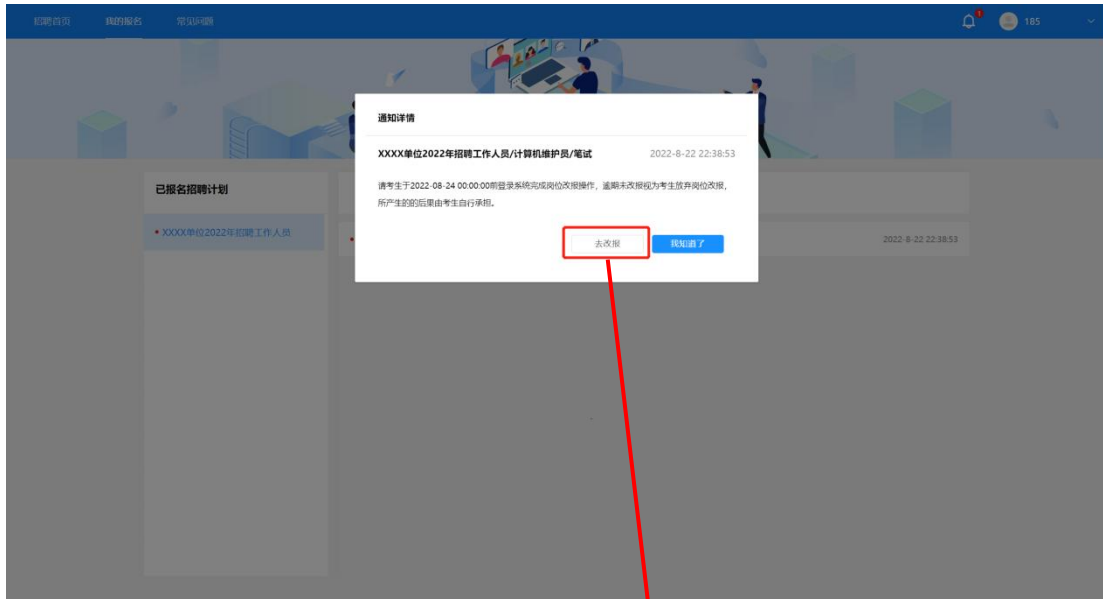 招聘首页 我的报名 常见问题 185
通知详情
XXXX单位2022年招聘工作人员/计算机维护员/笔试 2022-8-22 22:38:53
请考生于2022-08-24 00:00:00前登录系统完成岗位改报操作，逾期未改报视为考生放弃岗位改报，
所产生的的后果由考生自行承担。
去改报 我知道了
已报名招聘计划
XXXX单位2022年招聘工作人员
2022-8-22 22:38:53